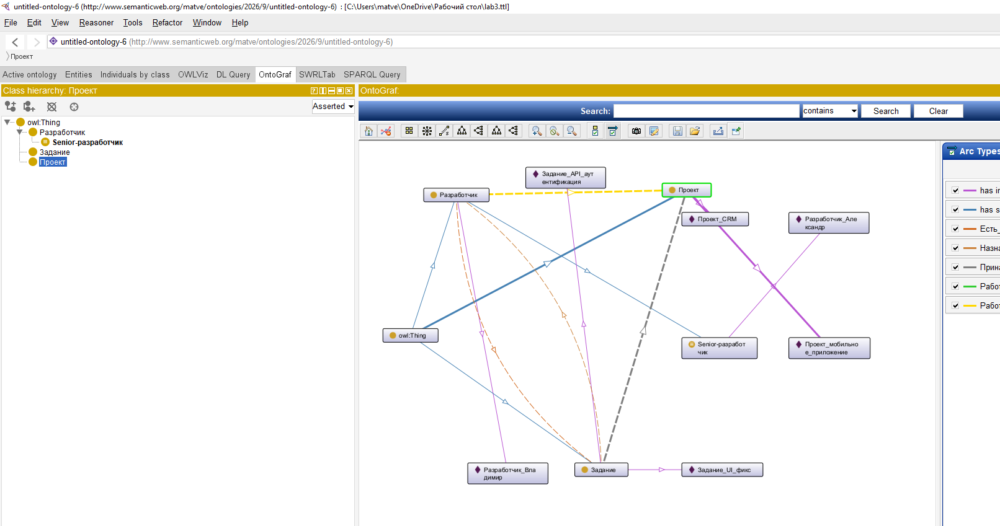 untitled-ontology-6 (http://www.semanticweb.org/matve/ontologies/2026/9/untitled-ontology-6)  : [C:\Users\matve\OneDrive\Рабочий стол\lab3.ttl]
File Edit View Reasoner Tools Refactor Window Help
untitled-ontology-6 (http://www.semanticweb.org/matve/ontologies/2026/9/untitled-ontology-6)
Проект
Active ontology Entities Individuals by class OWLViz DL Query OntoGraf SWRLTab SPARQL Query
Class hierarchy: Проект
Asserted
owl:Thing
Разработчик
Senior-разработчик
Задание
Проект
OntoGraf:
Search: contains Search Clear
Задание_API_аут
ентификация
Разработчик
Проект
Проект_CRM
Разработчик_Але
ксандр
owl:Thing
Senior-разработ
чик
Проект_мобильно
е_приложение
Разработчик_Вла
димир
Задание
Задание_UI_фикс
Arc Types
has in
has s
Есть_
Назна
Прина
Работ
Работ